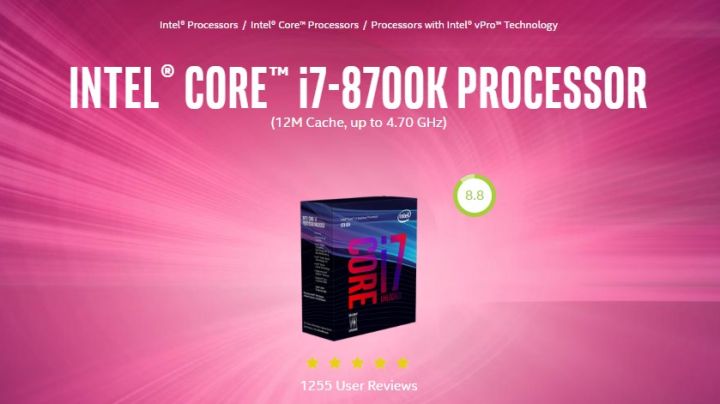 Intel® Processors / Intel® Core™ Processors / Processors with Intel® vPro™ Technology
INTEL® CORE™ i7-8700K PROCESSOR
(12M Cache, up to 4.70 GHz)
8.8
intel
CORE
i7
1255 User Reviews